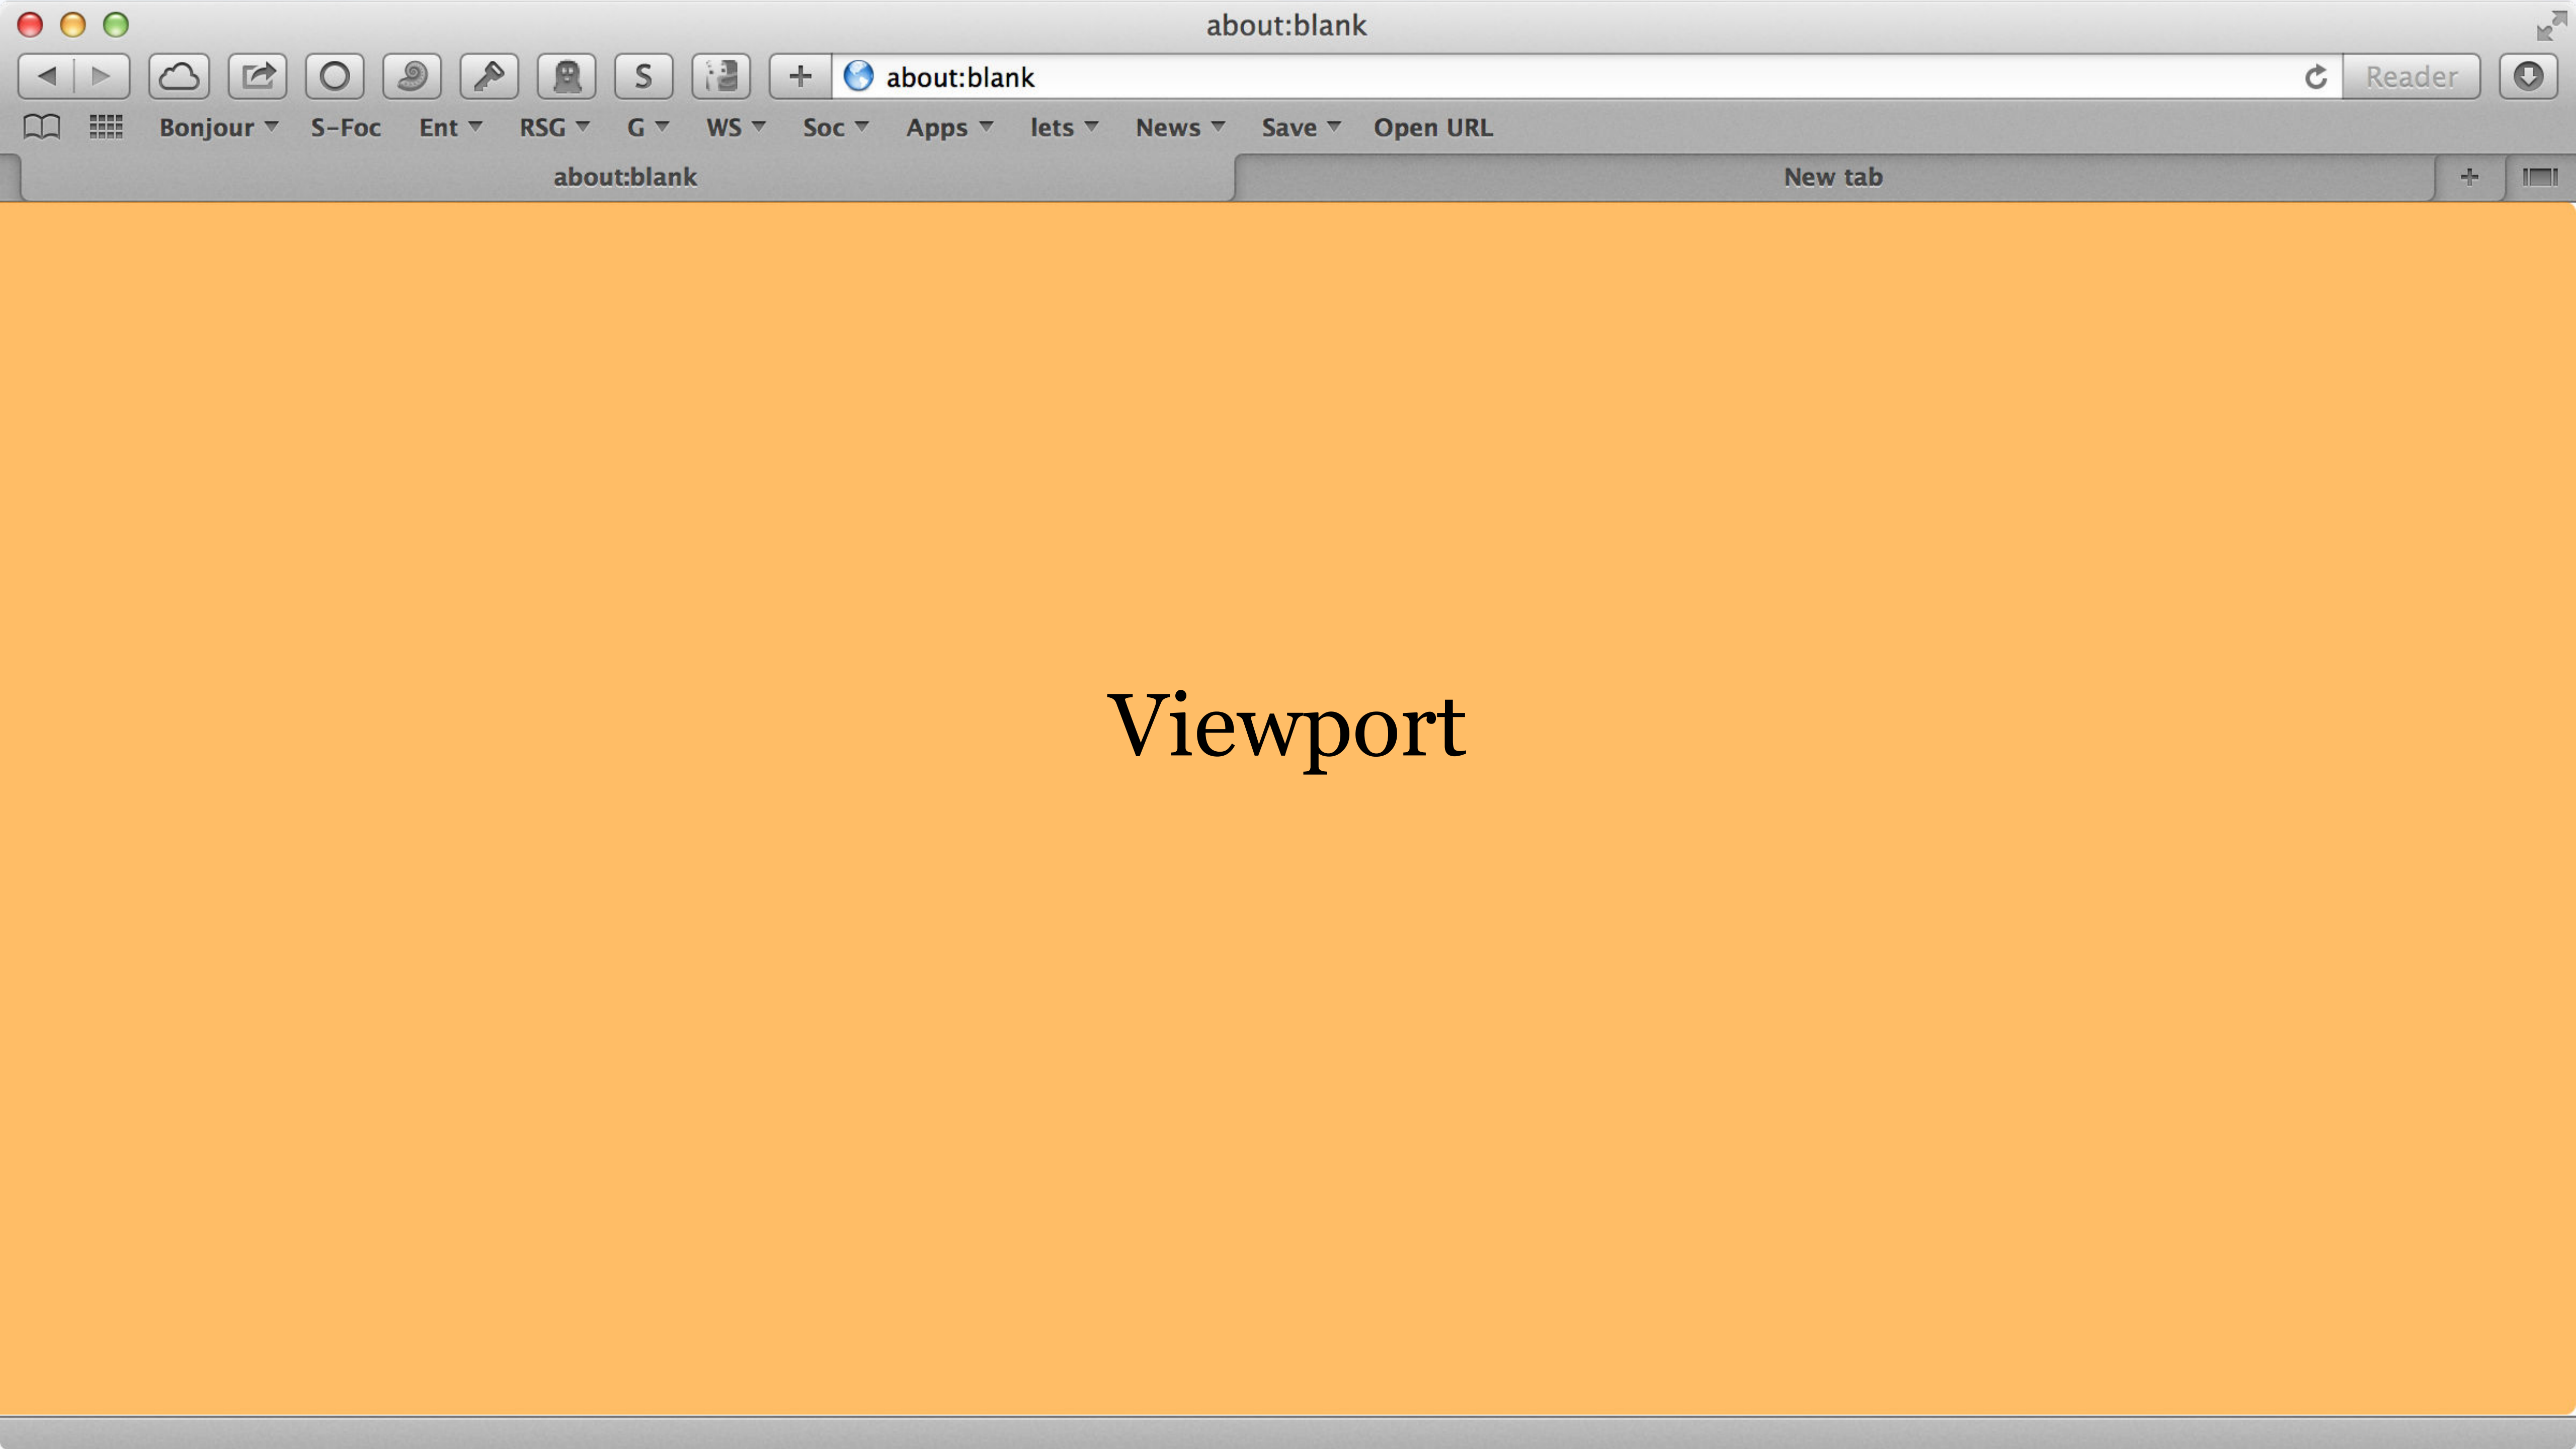 about:blank
S about:blank Reader
Bonjour S-Foc Ent RSG G WS Soc Apps lets News Save Open URL
about:blank New tab
Viewport